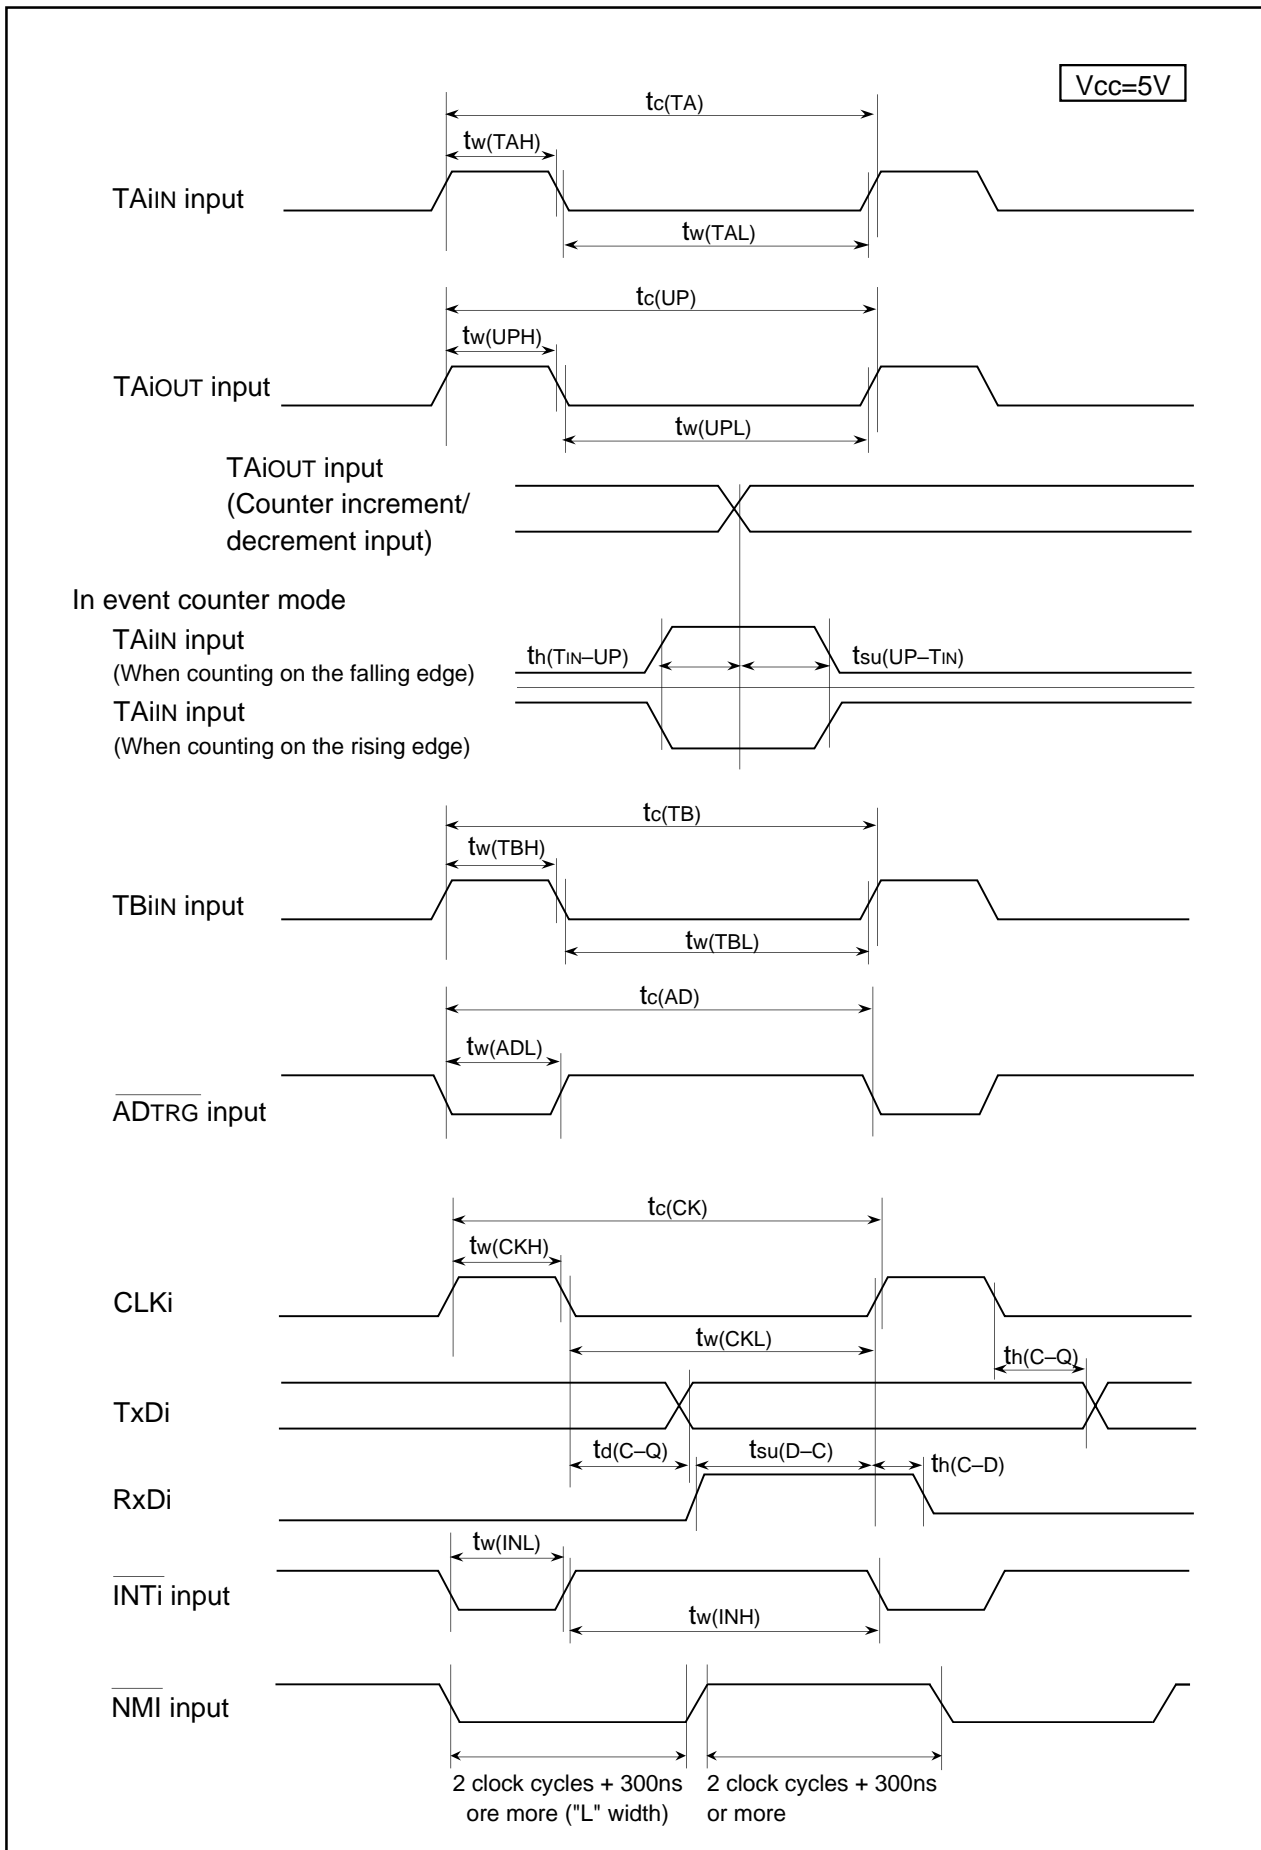 Vcc=5V
tc(TA)
tw(TAH)
TAiIN input
tw(TAL)
tc(UP)
tw(UPH)
TAiOUT input
tw(UPL)
TAiOUT input
(Counter increment/
decrement input)
In event counter mode
TAiIN input
(When counting on the falling edge)
th(TIN–UP)
tsu(UP–TIN)
TAiIN input
(When counting on the rising edge)
tc(TB)
tw(TBH)
TBiIN input
tw(TBL)
tc(AD)
tw(ADL)
ADTRG input
tc(CK)
tw(CKH)
CLKi
tw(CKL)
th(C–Q)
TxDi
td(C–Q)
tsu(D–C)
th(C–D)
RxDi
tw(INL)
INTi input
tw(INH)
NMI input
2 clock cycles + 300ns
ore more ("L" width)
2 clock cycles + 300ns
or more